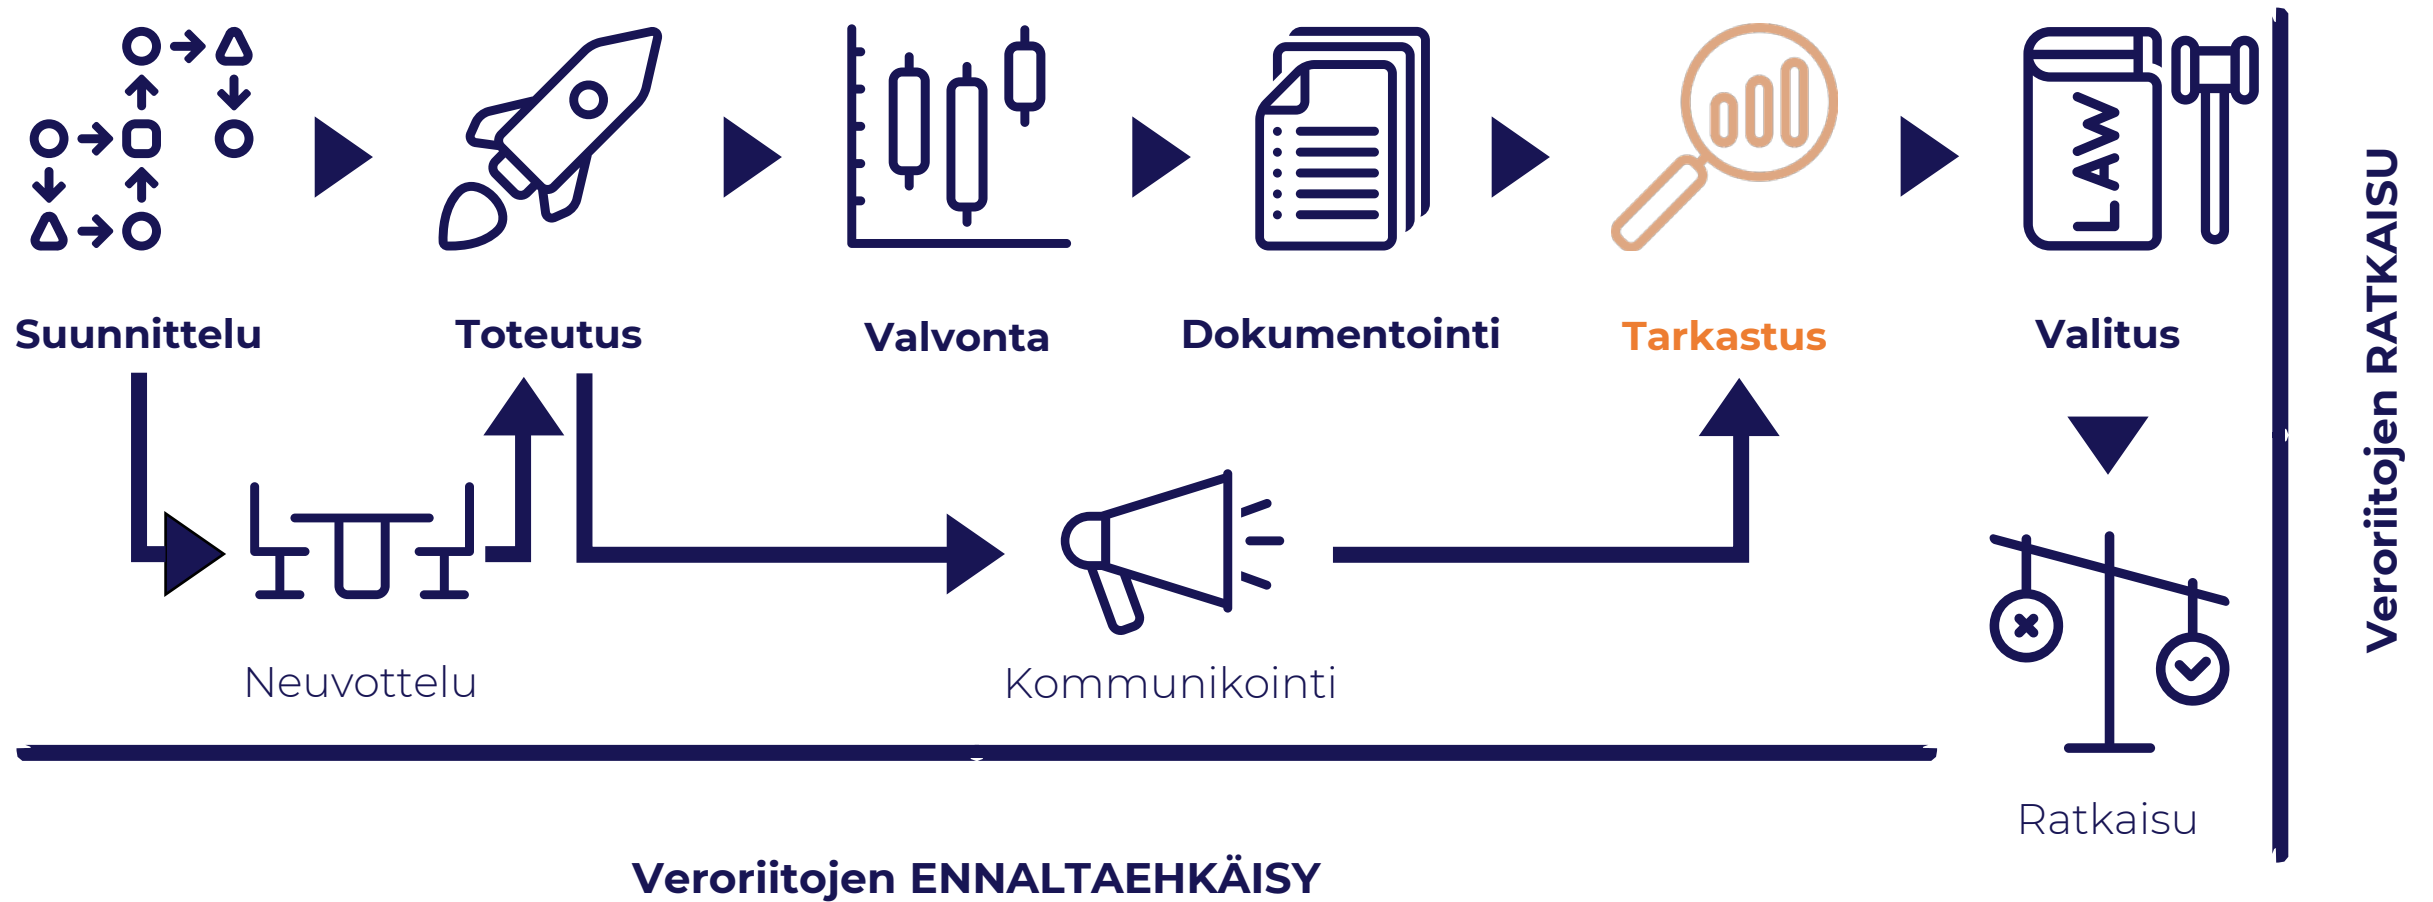 LAW
Suunnittelu
Toteutus
Valvonta
Dokumentointi
Tarkastus
Valitus
Neuvottelu
Kommunikointi
Ratkaisu
Veroriitojen ENNALTAEHKÄISY
Veroriitojen RATKAISU